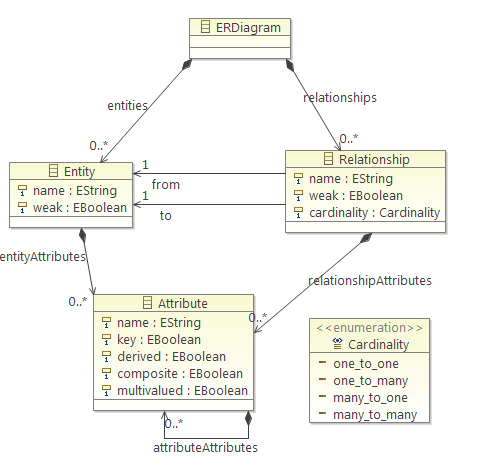 ERDiagram
entities
relationships
0..*
0..*
Entity
name : EString
weak : EBoolean
1
from
1
to
Relationship
name : EString
weak : EBoolean
cardinality : Cardinality
entityAttributes
relationshipAttributes
0..*
0..*
Attribute
name : EString
key : EBoolean
derived : EBoolean
composite : EBoolean
multivalued : EBoolean
<<enumeration>>
Cardinality
one_to_one
one_to_many
many_to_one
many_to_many
0..*
attributeAttributes